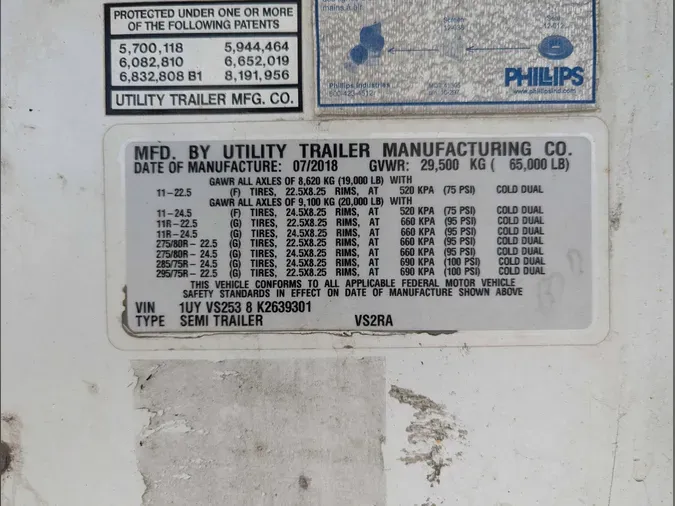 PROTECTED UNDER ONE OR MORE
OF THE FOLLOWING PATENTS
5,700,118 5,944,464
6,082,810 6,652,019
6,832,808 B1 8,191,956
UTILITY TRAILER MFG. CO.
Phillips Industries
PHILLIPS
www.phillipsind.com
MFD. BY UTILITY TRAILER MANUFACTURING CO.
DATE OF MANUFACTURE: 07/2018 GVWR: 29,500 KG ( 65,000 LB)
GAWR ALL AXLES OF 8,620 KG (19,000 LB) WITH
11-22.5 (F) TIRES, 22.5X8.25 RIMS, AT 520 KPA (75 PSI) COLD DUAL
GAWR ALL AXLES OF 9,100 KG (20,000 LB) WITH
11-24.5 (F) TIRES, 24.5X8.25 RIMS, AT 520 KPA (75 PSI) COLD DUAL
11R-22.5 (G) TIRES, 22.5X8.25 RIMS, AT 660 KPA (95 PSI) COLD DUAL
11R-24.5 (G) TIRES, 24.5X8.25 RIMS, AT 660 KPA (95 PSI) COLD DUAL
275/80R-22.5 (G) TIRES, 22.5X8.25 RIMS, AT 660 KPA (95 PSI) COLD DUAL
275/80R-24.5 (G) TIRES, 24.5X8.25 RIMS, AT 660 KPA (95 PSI) COLD DUAL
285/75R-24.5 (G) TIRES, 24.5X8.25 RIMS, AT 690 KPA (100 PSI) COLD DUAL
295/75R-22.5 (G) TIRES, 22.5X8.25 RIMS, AT 690 KPA (100 PSI) COLD DUAL
THIS VEHICLE CONFORMS TO ALL APPLICABLE FEDERAL MOTOR VEHICLE
SAFETY STANDARDS IN EFFECT ON DATE OF MANUFACTURE SHOWN ABOVE
VIN 1UY VS253 8 K2639301
TYPE SEMI TRAILER VS2RA